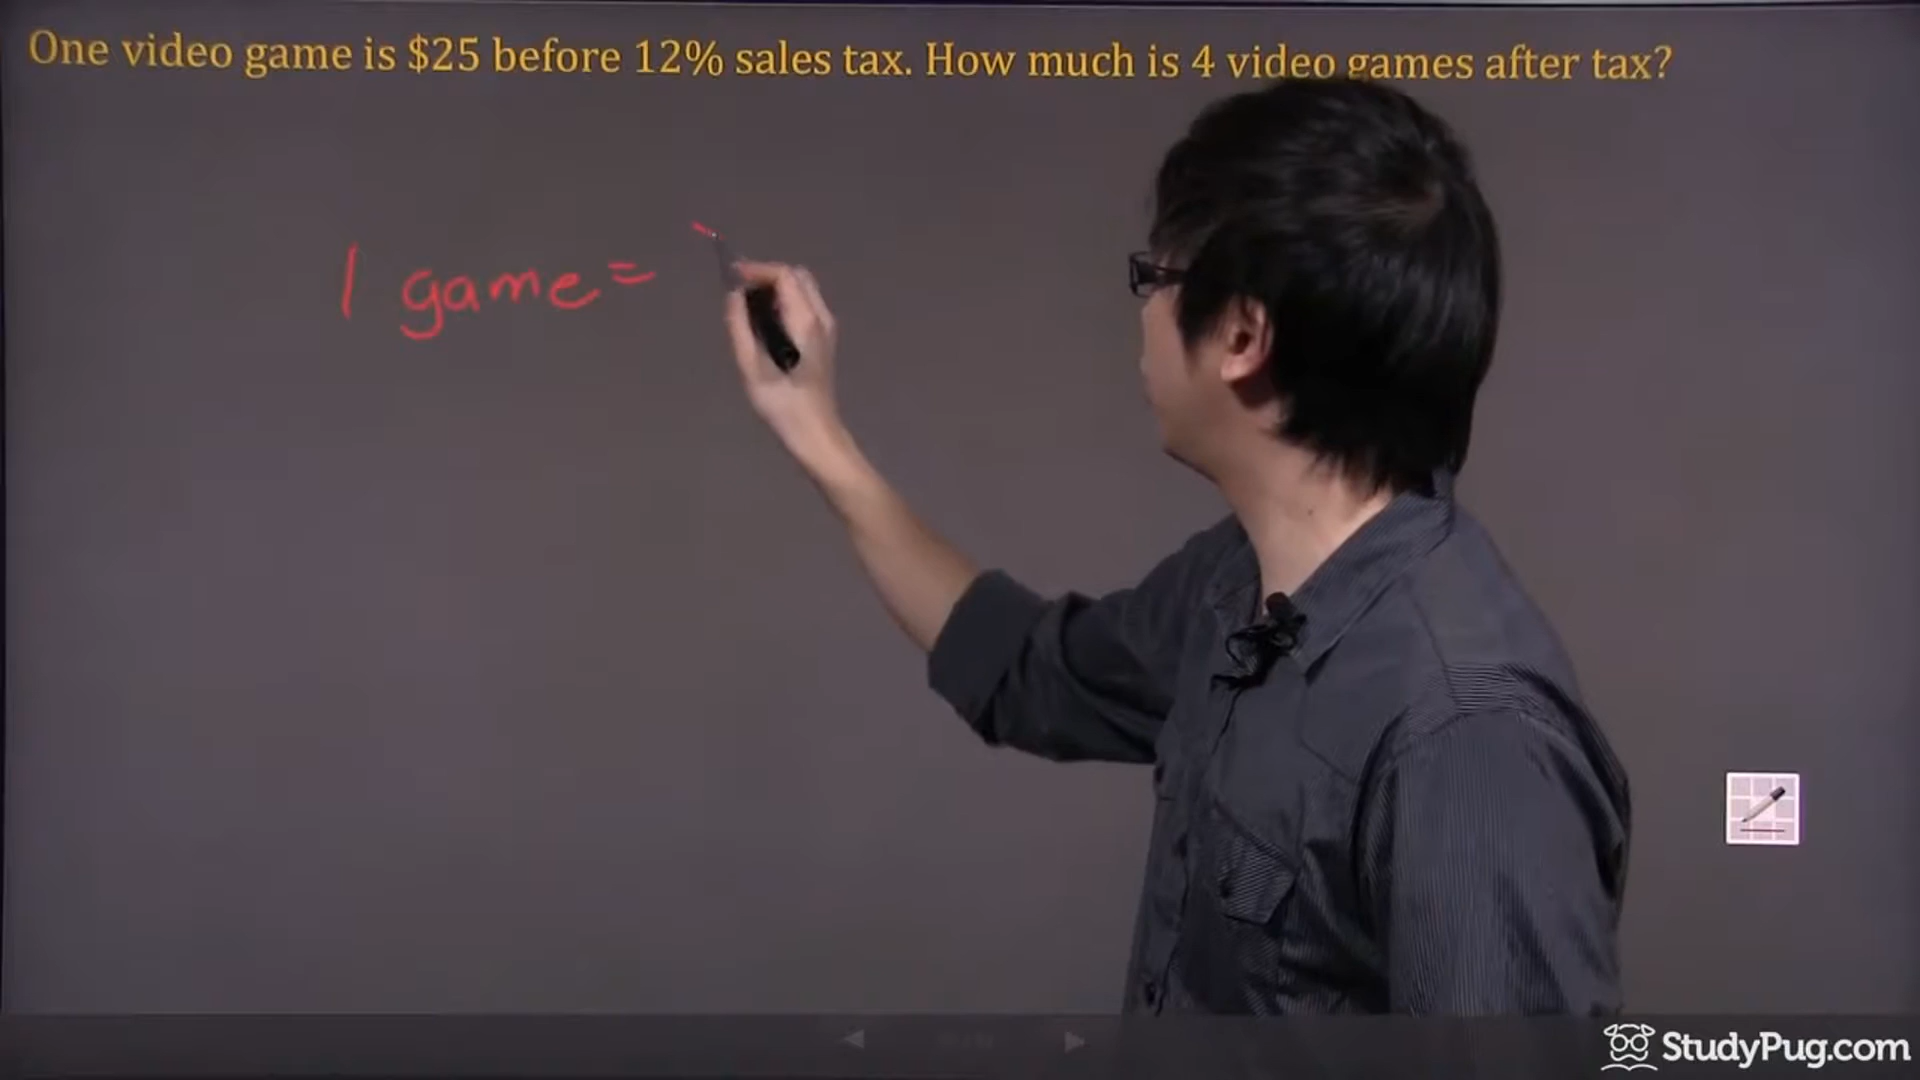 One video game is $25 before 12% sales tax. How much is 4 video games after tax?
1 game =
StudyPug.com